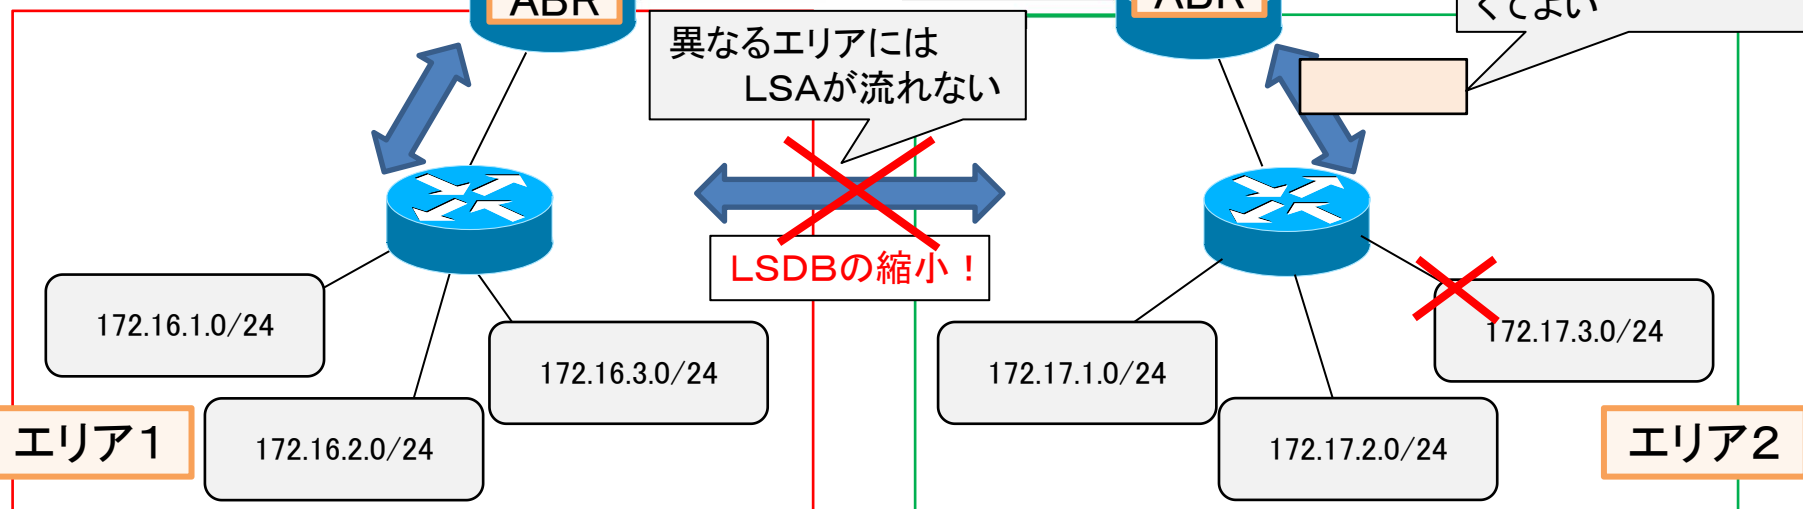 ABR
ABR
くてよい
異なるエリアには
LSAが流れない
LSDBの縮小！
172.16.1.0/24
172.16.3.0/24
172.16.2.0/24
172.17.1.0/24
172.17.3.0/24
172.17.2.0/24
エリア１
エリア２